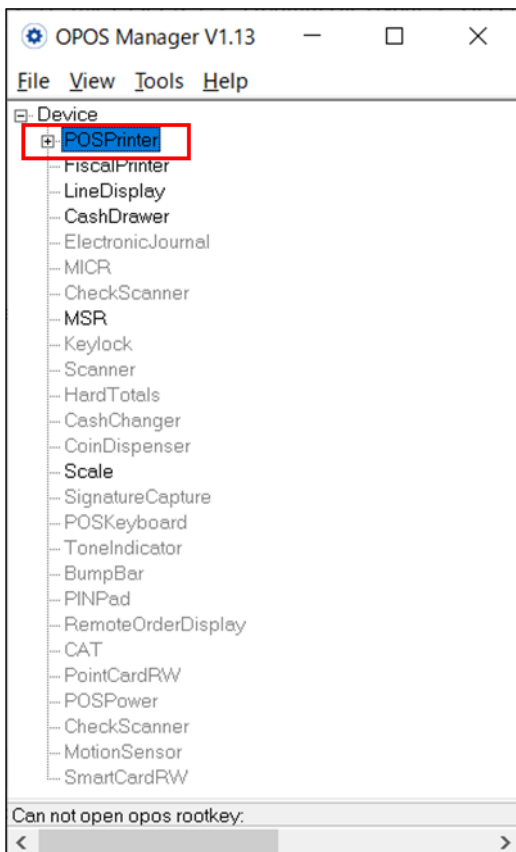 OPOS Manager V1.13
File View Tools Help
Device
POSPrinter
FiscalPrinter
LineDisplay
CashDrawer
ElectronicJournal
MICR
CheckScanner
MSR
Keylock
Scanner
HardTotals
CashChanger
CoinDispenser
Scale
SignatureCapture
POSKeyboard
ToneIndicator
BumpBar
PINPad
RemoteOrderDisplay
CAT
PointCardRW
POSPower
CheckScanner
MotionSensor
SmartCardRW
Can not open opos rootkey: